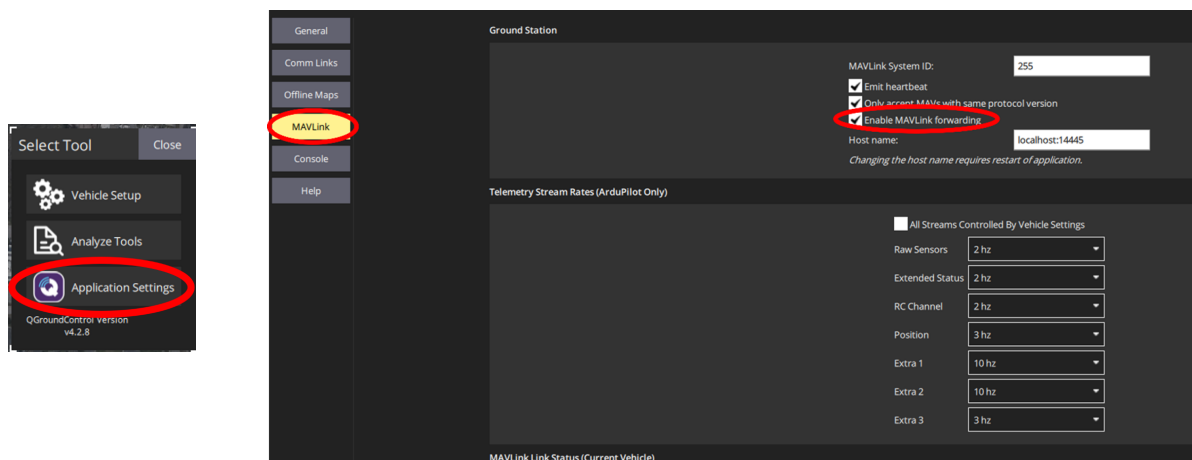 Select Tool
Close
Vehicle Setup
Analyze Tools
Application Settings
QGroundControl Version
v4.2.8
General
Comm Links
Offline Maps
MAVLink
Console
Help
Ground Station
MAVLink System ID: 255
Emit heartbeat
Only accept MAVs with same protocol version
Enable MAVLink forwarding
Host name: localhost:14445
Changing the host name requires restart of application.
Telemetry Stream Rates (ArduPilot Only)
All Streams Controlled By Vehicle Settings
Raw Sensors 2 hz
Extended Status 2 hz
RC Channel 2 hz
Position 3 hz
Extra 1 10 hz
Extra 2 10 hz
Extra 3 3 hz
MAVLink Link Status (Current Vehicle)